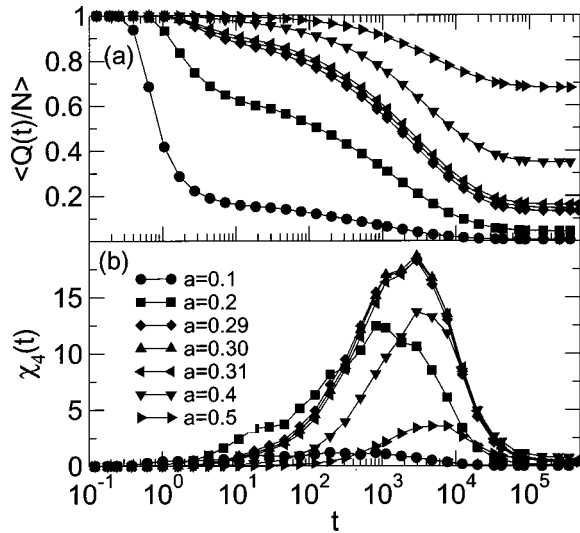 1
0.8
0.6
0.4
0.2
<Q(t)/N>
(a)
(b)
15
10
5
0
χ₄(t)
a=0.1
a=0.2
a=0.29
a=0.30
a=0.31
a=0.4
a=0.5
10⁻¹ 10⁰ 10¹ 10² 10³ 10⁴ 10⁵
t